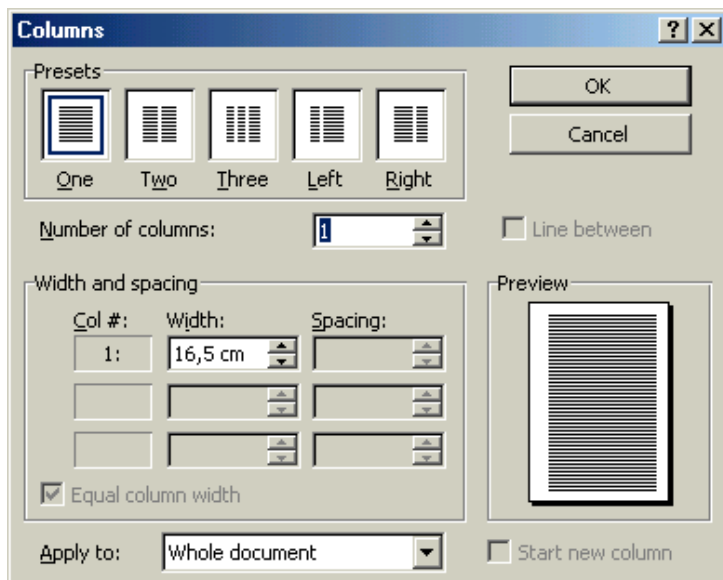 Columns
Presets
OK
Cancel
One Two Three Left Right
Number of columns: 1
Line between
Width and spacing
Preview
Col #: Width: Spacing:
1: 16,5 cm
Equal column width
Apply to: Whole document
Start new column